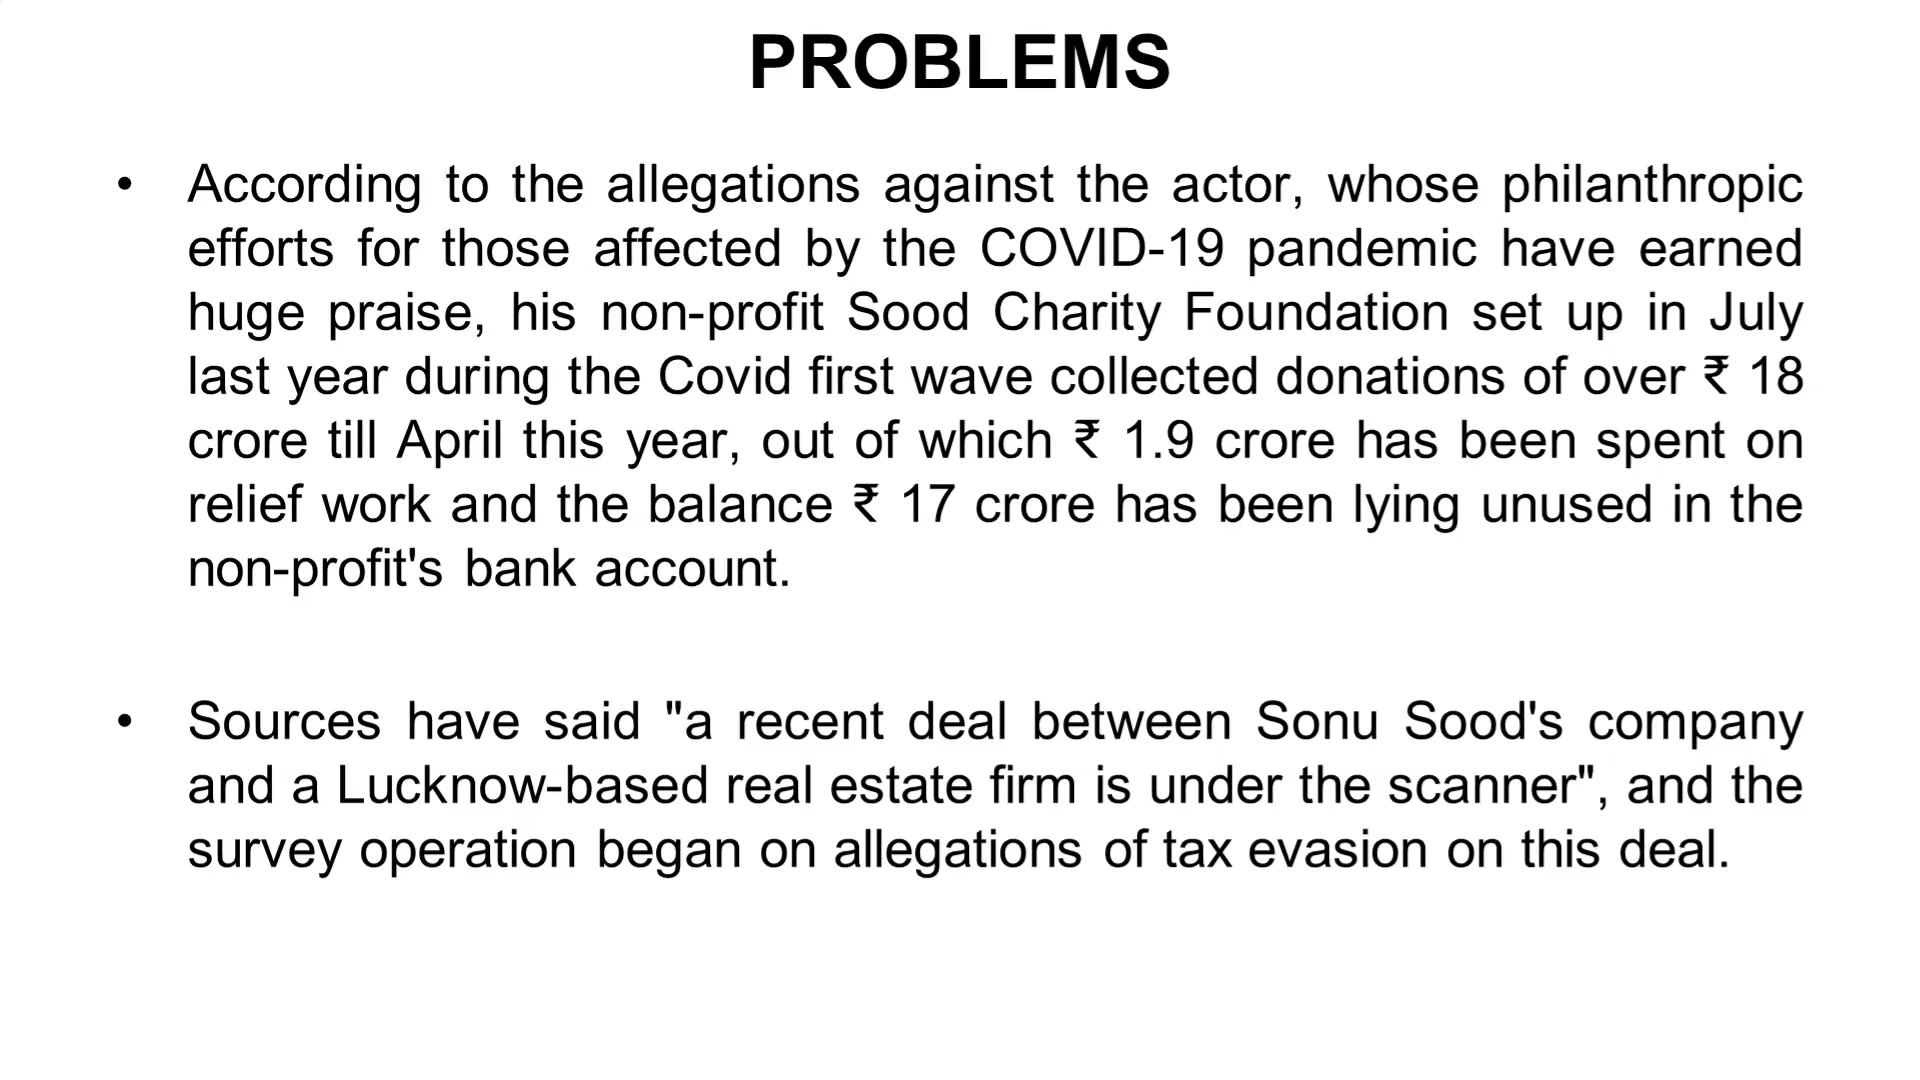 PROBLEMS
• According to the allegations against the actor, whose philanthropic
efforts for those affected by the COVID-19 pandemic have earned
huge praise, his non-profit Sood Charity Foundation set up in July
last year during the Covid first wave collected donations of over ₹ 18
crore till April this year, out of which ₹ 1.9 crore has been spent on
relief work and the balance ₹ 17 crore has been lying unused in the
non-profit's bank account.
• Sources have said "a recent deal between Sonu Sood's company
and a Lucknow-based real estate firm is under the scanner", and the
survey operation began on allegations of tax evasion on this deal.